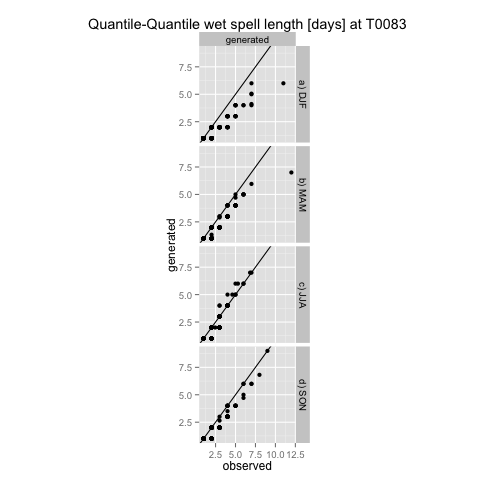 Quantile-Quantile wet spell length [days] at T0083
generated
7.5
5.0
2.5
a) DJF
7.5
5.0
2.5
b) MAM
generated
7.5
5.0
2.5
c) JJA
7.5
5.0
2.5
d) SON
2.5 5.0 7.5 10.0 12.5
observed